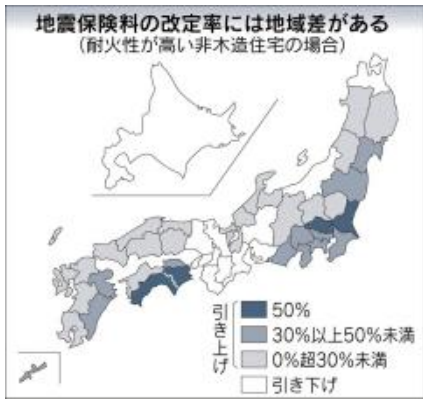 地震保険料の改定率には地域差がある
(耐火性が高い非木造住宅の場合)
引き上げ
50%
30%以上50%未満
0%超30%未満
引き下げ